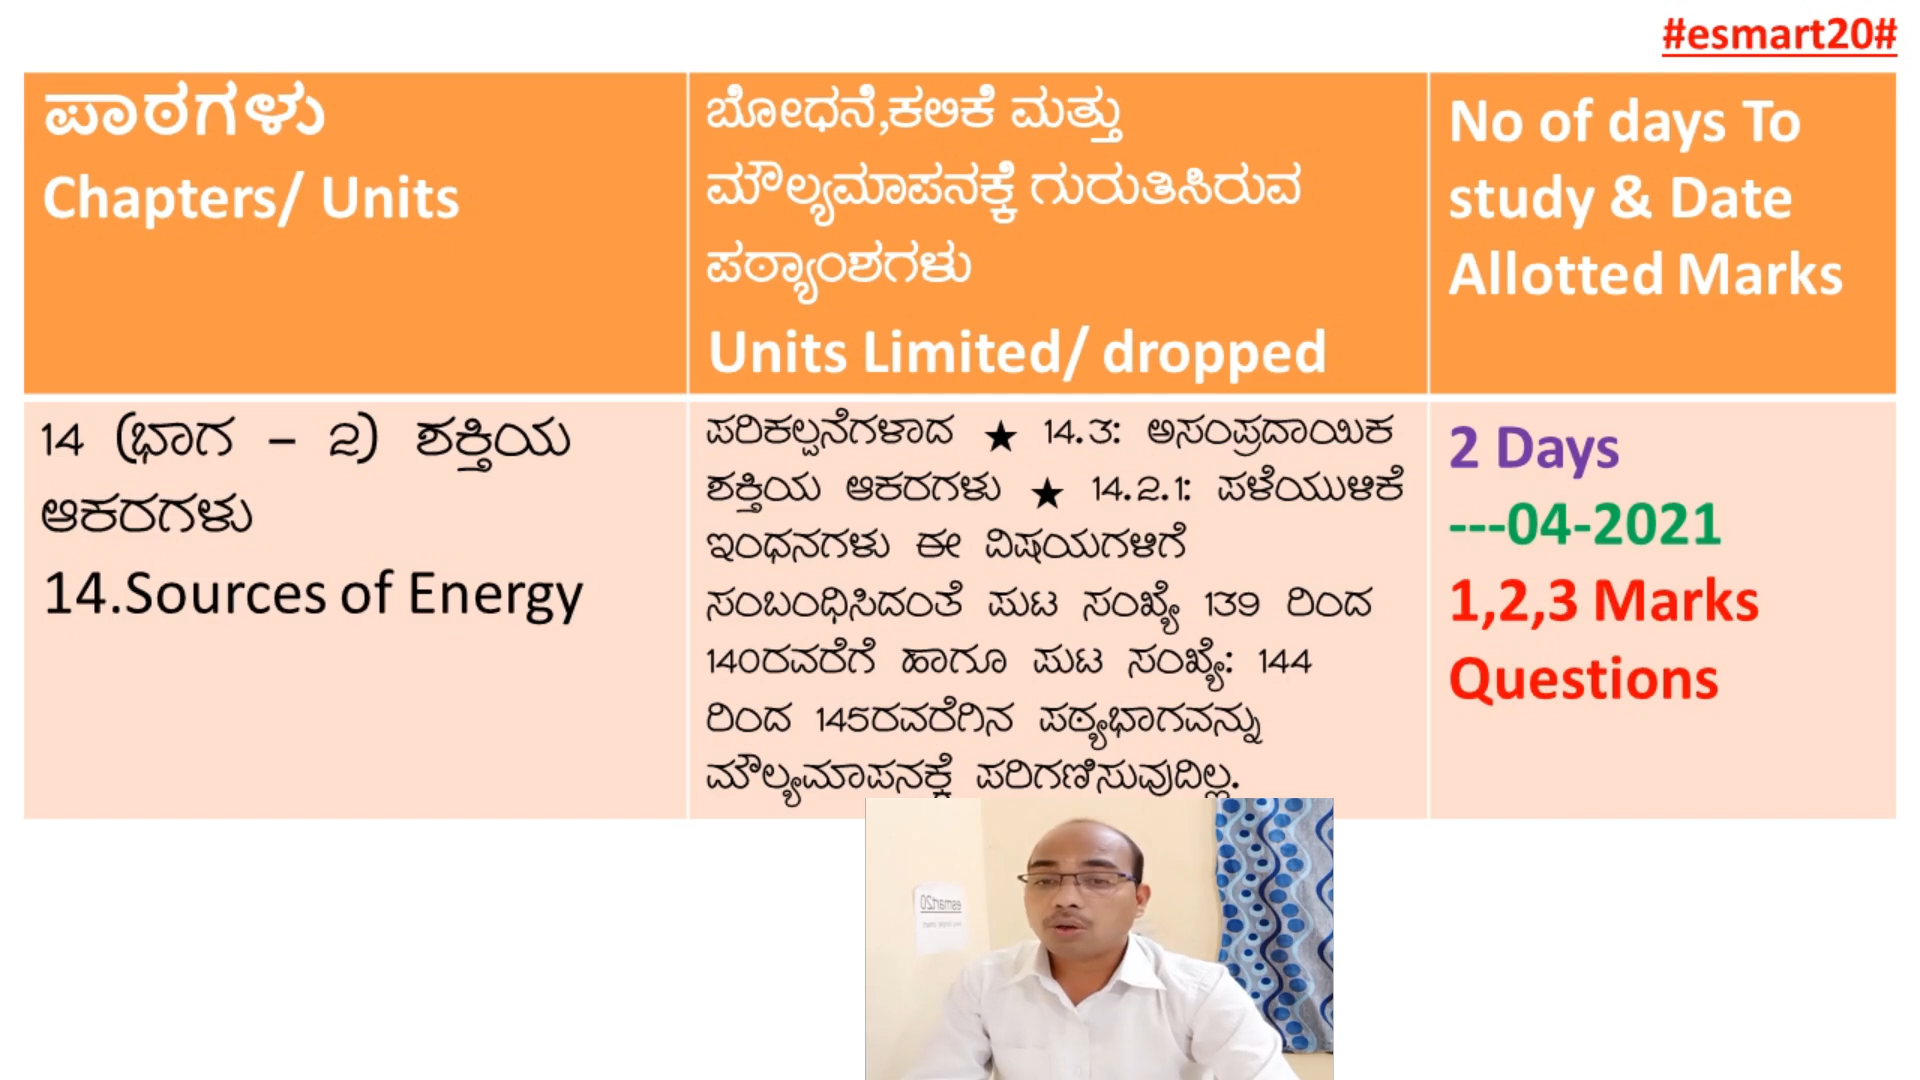 #esmart20#
ಪಾಠಗಳು
Chapters/ Units
ಬೋಧನೆ,ಕಲಿಕೆ ಮತ್ತು
ಮೌಲ್ಯಮಾಪನಕ್ಕೆ ಗುರುತಿಸಿರುವ
ಪಠ್ಯಾಂಶಗಳು
Units Limited/ dropped
No of days To
study & Date
Allotted Marks
14 (ಭಾಗ – 2) ಶಕ್ತಿಯ
ಆಕರಗಳು
14.Sources of Energy
ಪರಿಕಲ್ಪನೆಗಳಾದ ★ 14.3: ಅಸಂಪ್ರದಾಯಿಕ
ಶಕ್ತಿಯ ಆಕರಗಳು ★ 14.2.1: ಪಳೆಯುಳಿಕೆ
ಇಂಧನಗಳು ಈ ವಿಷಯಗಳಿಗೆ
ಸಂಬಂಧಿಸಿದಂತೆ ಪುಟ ಸಂಖ್ಯೆ 139 ರಿಂದ
140ರವರೆಗೆ ಹಾಗೂ ಪುಟ ಸಂಖ್ಯೆ: 144
ರಿಂದ 145ರವರೆಗಿನ ಪಠ್ಯಭಾಗವನ್ನು
ಮೌಲ್ಯಮಾಪನಕ್ಕೆ ಪರಿಗಣಿಸುವುದಿಲ್ಲ.
2 Days
---04-2021
1,2,3 Marks
Questions
esmart20